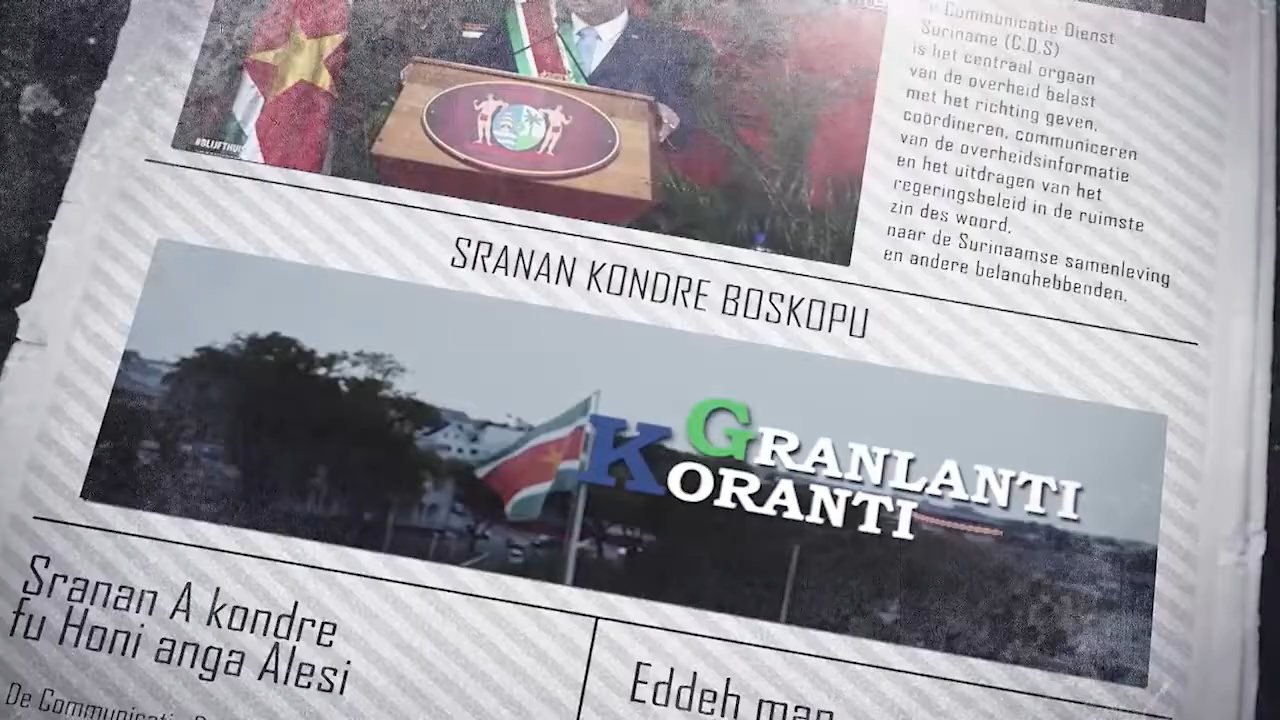 Communicatie Dienst
Suriname (C.D.S)
is het centraal orgaan
van de overheid belast
met het richting geven,
coördineren, communiceren
van de overheidsinformatie
en het uitdragen van het
regeringsbeleid in de ruimste
zin des woord.
naar de Surinaamse samenleving
en andere belanghebbenden.
SRANAN KONDRE BOSKOPU
GRANLANTI
KORANTI
Sranan A kondre
fu Honi anga Alesi
Eddeh man